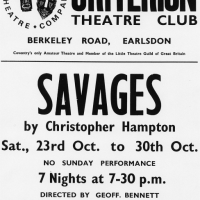 THEATRE COMPANY
CRITERION
THEATRE CLUB
BERKELEY ROAD, EARLSDON
Coventry's only Amateur Theatre and Member of the Little Theatre Guild of Great Britain
SAVAGES
by Christopher Hampton
Sat., 23rd Oct. to 30th Oct.
NO SUNDAY PERFORMANCE
7 Nights at 7-30 p.m.
DIRECTED BY GEOFF. BENNETT